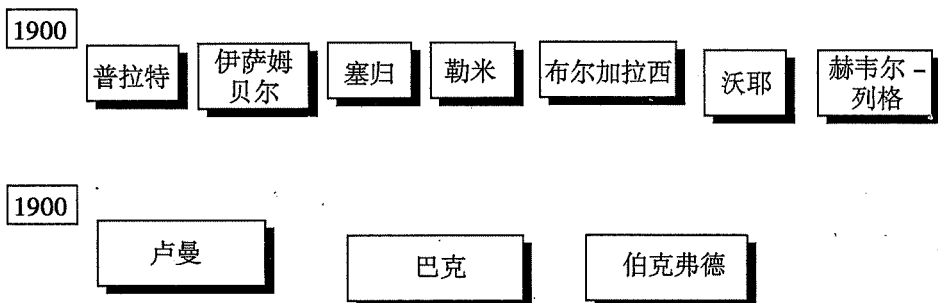 1900
普拉特
伊萨姆
贝尔
塞归
勒米
布尔加拉西
沃耶
赫韦尔–
列格
1900
卢曼
巴克
伯克弗德